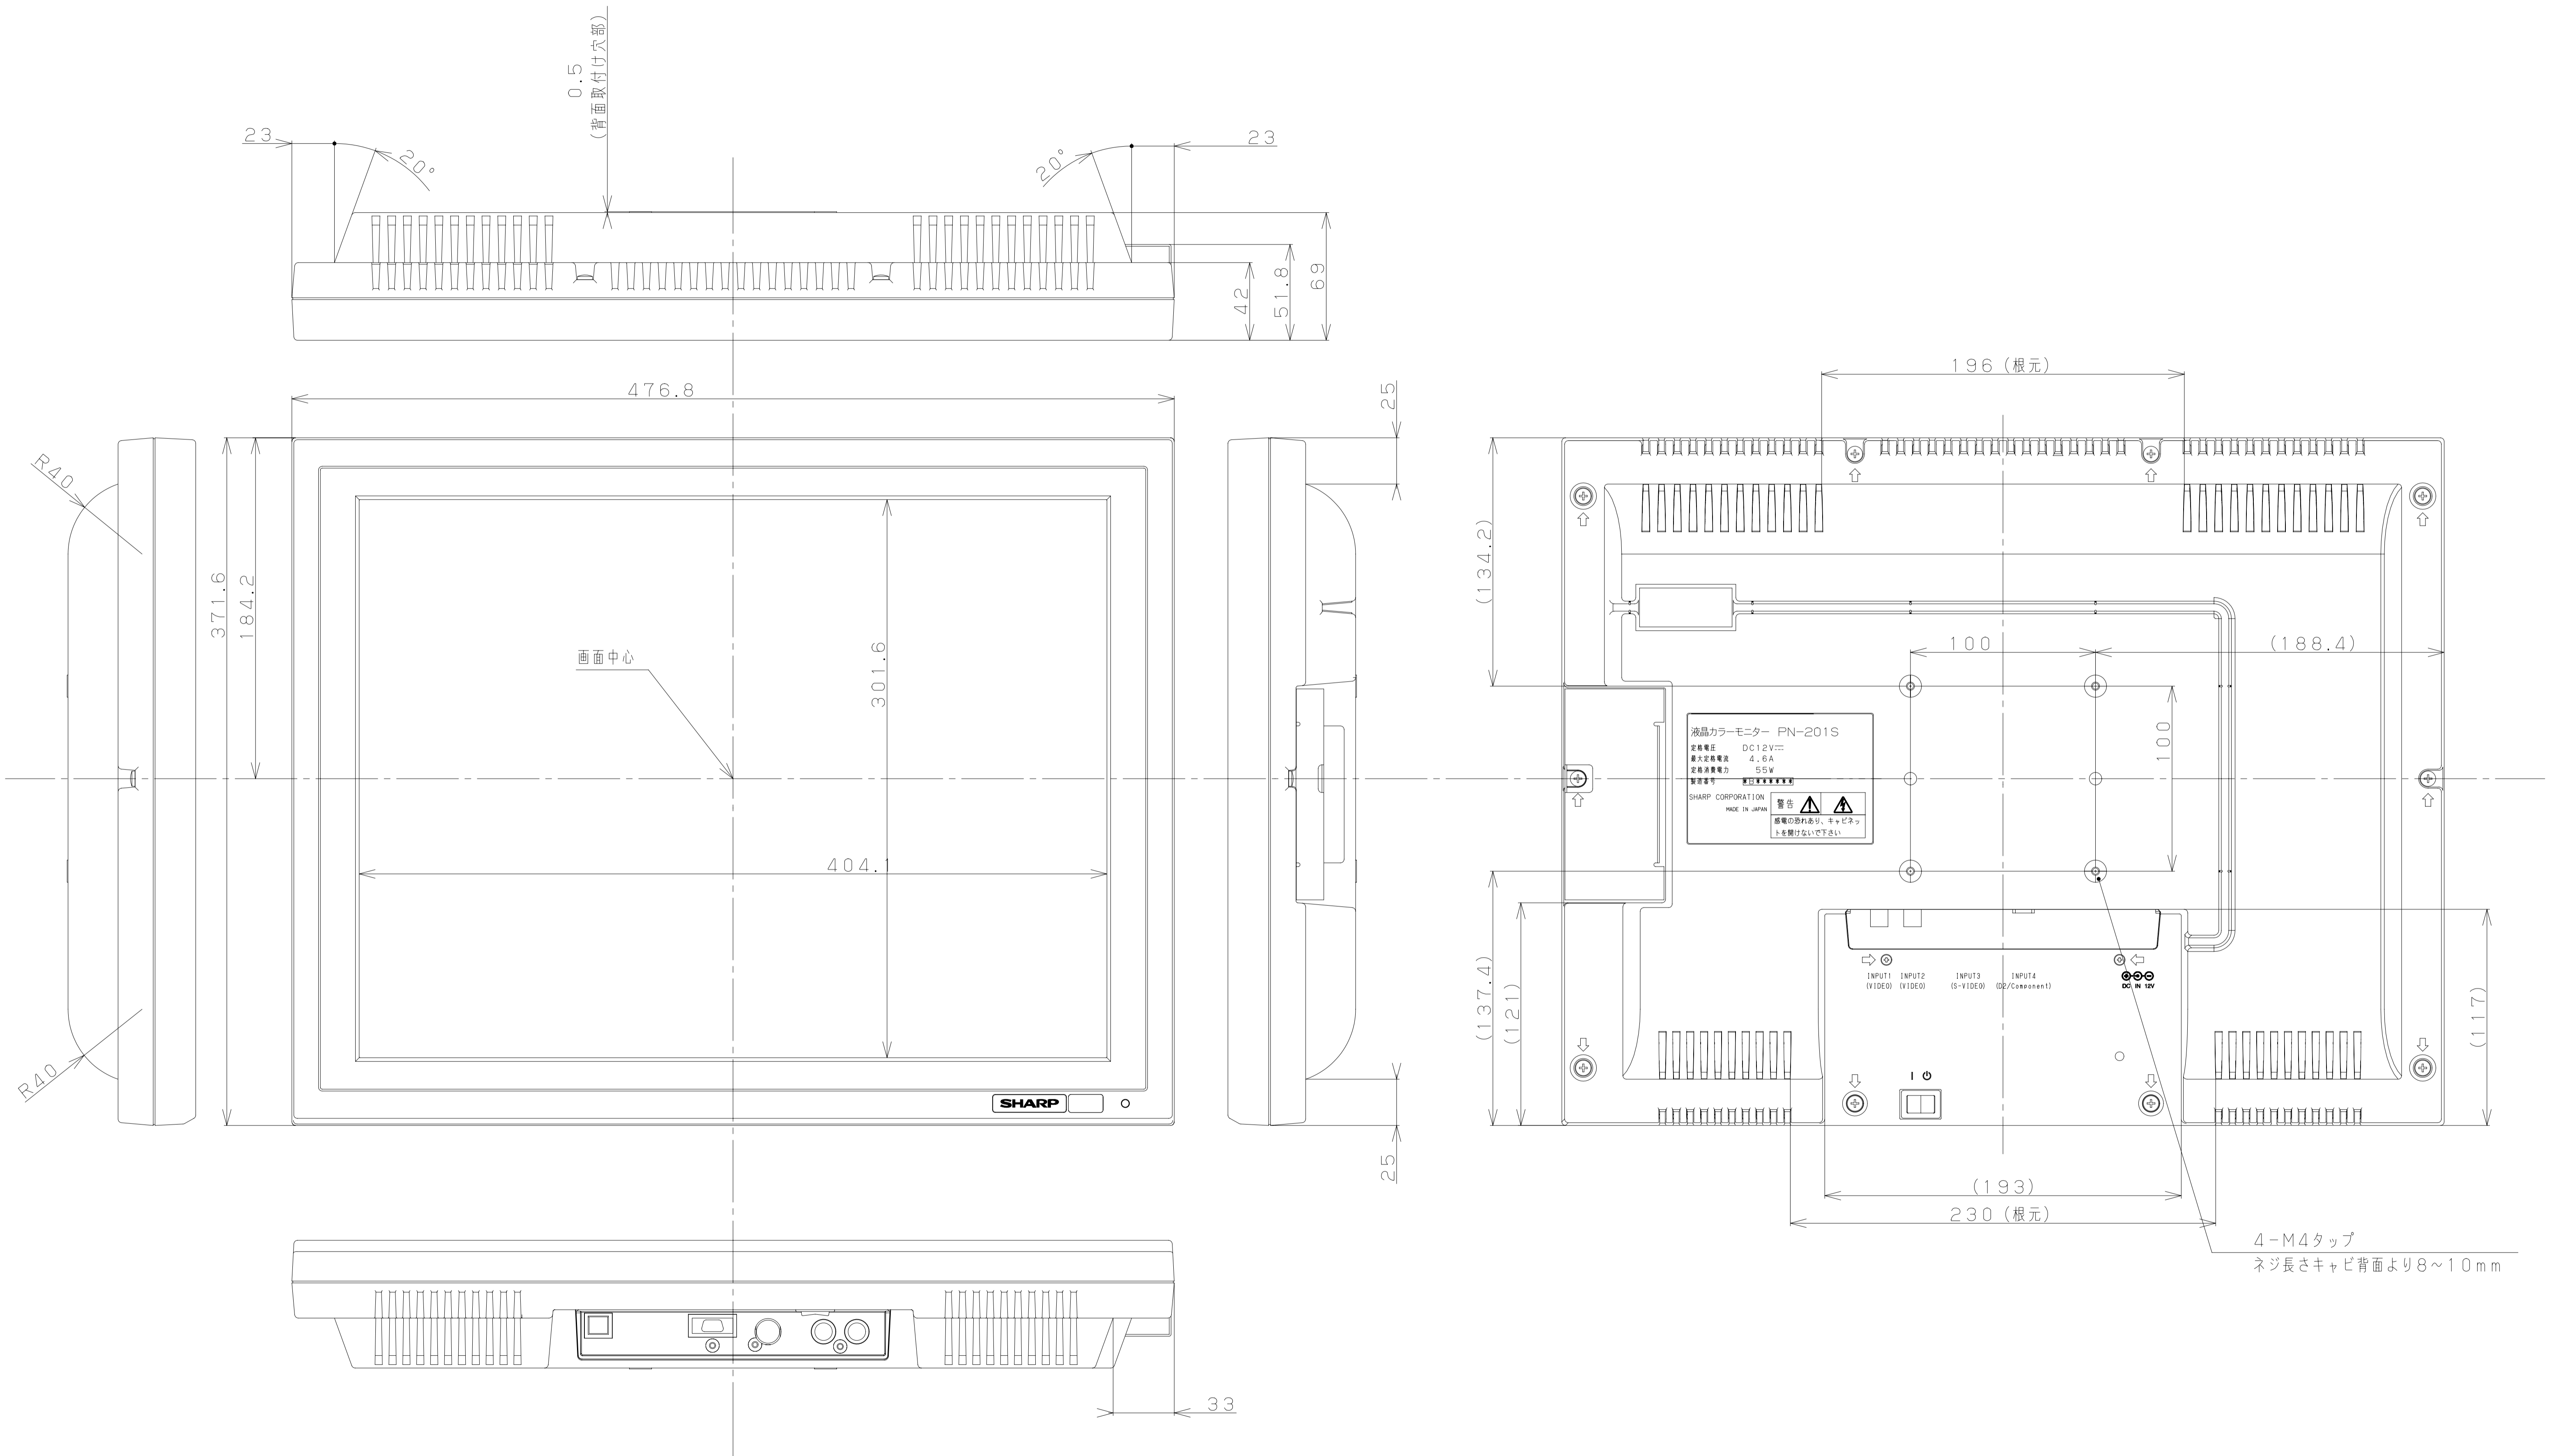 0.5
(背面取付け穴部)
23
20°
20°
23
42
51.8
69
476.8
371.6
184.2
R40
R40
画面中心
301.6
404.1
SHARP
25
25
33
196(根元)
(134.2)
100
(188.4)
100
液晶カラーモニター PN-201S
定格電圧 DC12V
最大定格電流 4.6A
定格消費電力 55W
製造番号
SHARP CORPORATION
MADE IN JAPAN
警告
感電の恐れあり、キャビネッ
トを開けないで下さい
(137.4)
(121)
(117)
INPUT1 INPUT2 INPUT3 INPUT4
(VIDEO) (VIDEO) (S-VIDEO) (D2/Component)
DC IN 12V
(193)
230(根元)
4-M4タップ
ネジ長さキャビ背面より8~10mm